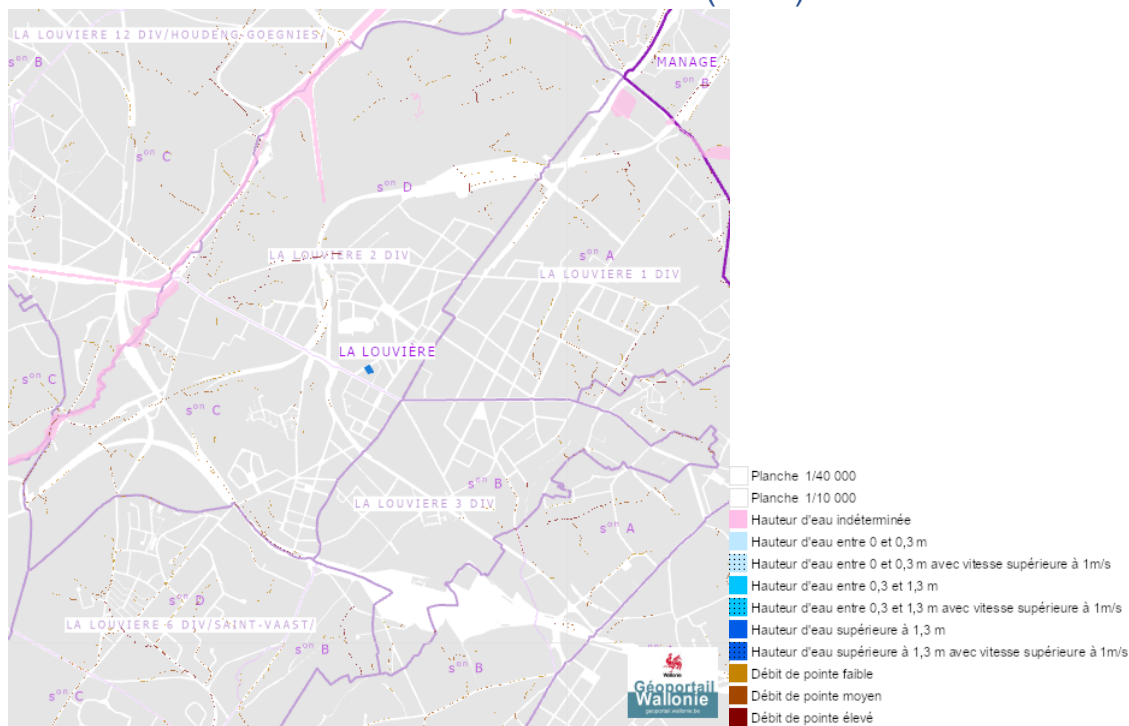 LA LOUVIERE 12 DIV/HOUDENG-GOEGNIES/
sᵒⁿ B
MANAGE
sᵒⁿ B
sᵒⁿ C
sᵒⁿ D
LA LOUVIERE 2 DIV
sᵒⁿ A
LA LOUVIERE 1 DIV
LA LOUVIÈRE
sᵒⁿ C
sᵒⁿ C
sᵒⁿ B
LA LOUVIERE 3 DIV
sᵒⁿ A
sᵒⁿ D
LA LOUVIERE 6 DIV/SAINT-VAAST/
sᵒⁿ B
sᵒⁿ B
sᵒⁿ C
Wallonie
Géoportail
Wallonie
geoportail.wallonie.be
Planche 1/40 000
Planche 1/10 000
Hauteur d'eau indéterminée
Hauteur d'eau entre 0 et 0,3 m
Hauteur d'eau entre 0 et 0,3 m avec vitesse supérieure à 1m/s
Hauteur d'eau entre 0,3 et 1,3 m
Hauteur d'eau entre 0,3 et 1,3 m avec vitesse supérieure à 1m/s
Hauteur d'eau supérieure à 1,3 m
Hauteur d'eau supérieure à 1,3 m avec vitesse supérieure à 1m/s
Débit de pointe faible
Débit de pointe moyen
Débit de pointe élevé